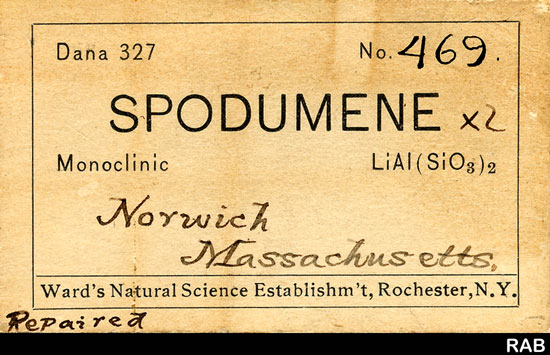 Dana 327 No. 469.
SPODUMENE x2
Monoclinic LiAl(SiO₃)₂
Norwich
Massachusetts.
Ward's Natural Science Establishm't, Rochester, N.Y.
Repaired
RAB